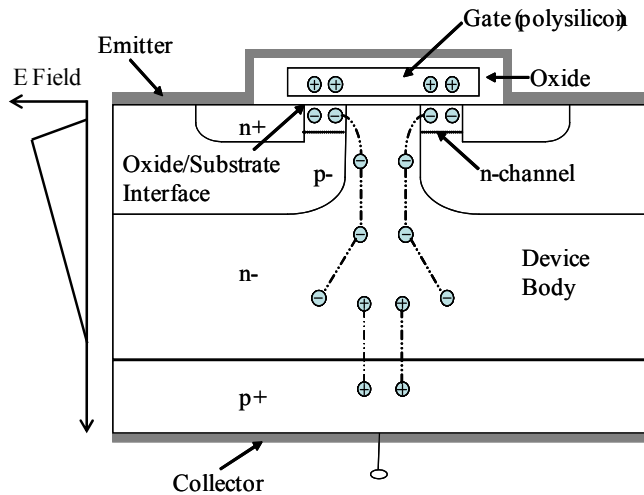 Gate (polysilicon)
Emitter
E Field
Oxide
n+
Oxide/Substrate
Interface
p-
n-channel
n-
Device
Body
p+
Collector